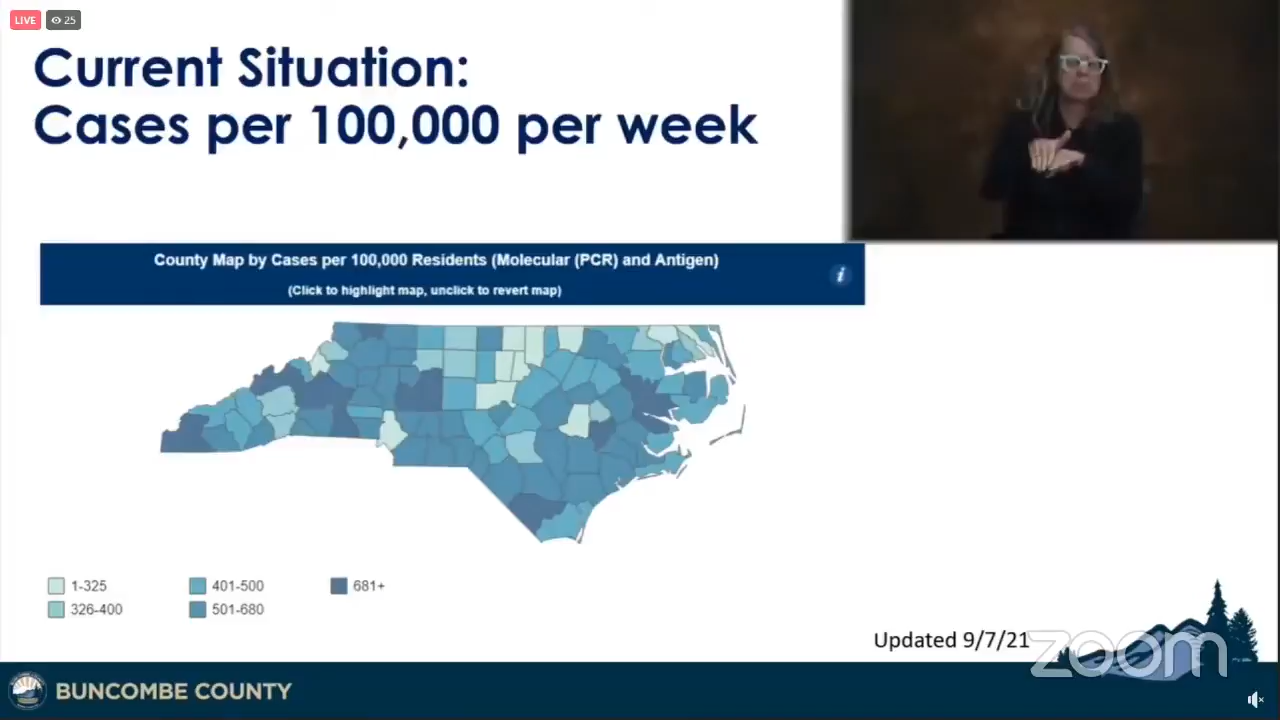 LIVE 25
Current Situation:
Cases per 100,000 per week
County Map by Cases per 100,000 Residents (Molecular (PCR) and Antigen)
i
(Click to highlight map, unclick to revert map)
1-325 401-500 681+
326-400 501-680
Updated 9/7/21
zoom
BUNCOMBE COUNTY